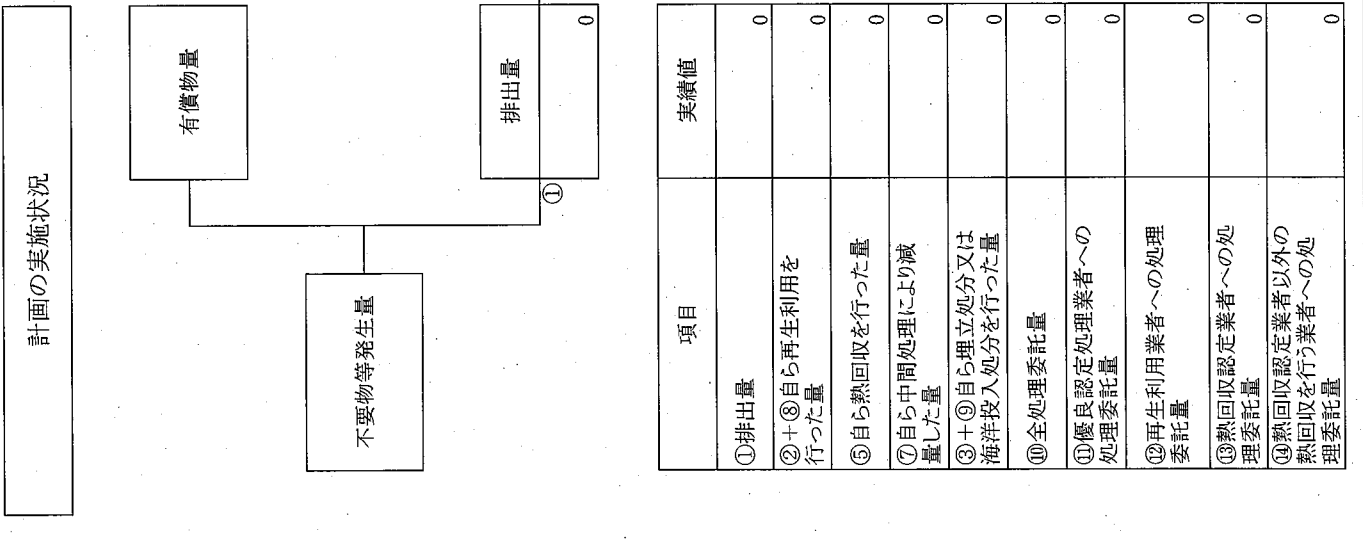 計画の実施状況
有償物量
不要物等発生量
排出量
①
0
項目
実績値
①排出量
0
②+⑧自ら再生利用を
行った量
0
⑤自ら熱回収を行った量
0
⑦自ら中間処理により減
量した量
0
③+⑨自ら埋立処分又は
海洋投入処分を行った量
0
⑩全処理委託量
0
⑪優良認定処理業者への
処理委託量
0
⑫再生利用業者への処理
委託量
0
⑬熱回収認定業者への処
理委託量
0
⑭熱回収認定業者以外の
熱回収を行う業者への処
理委託量
0